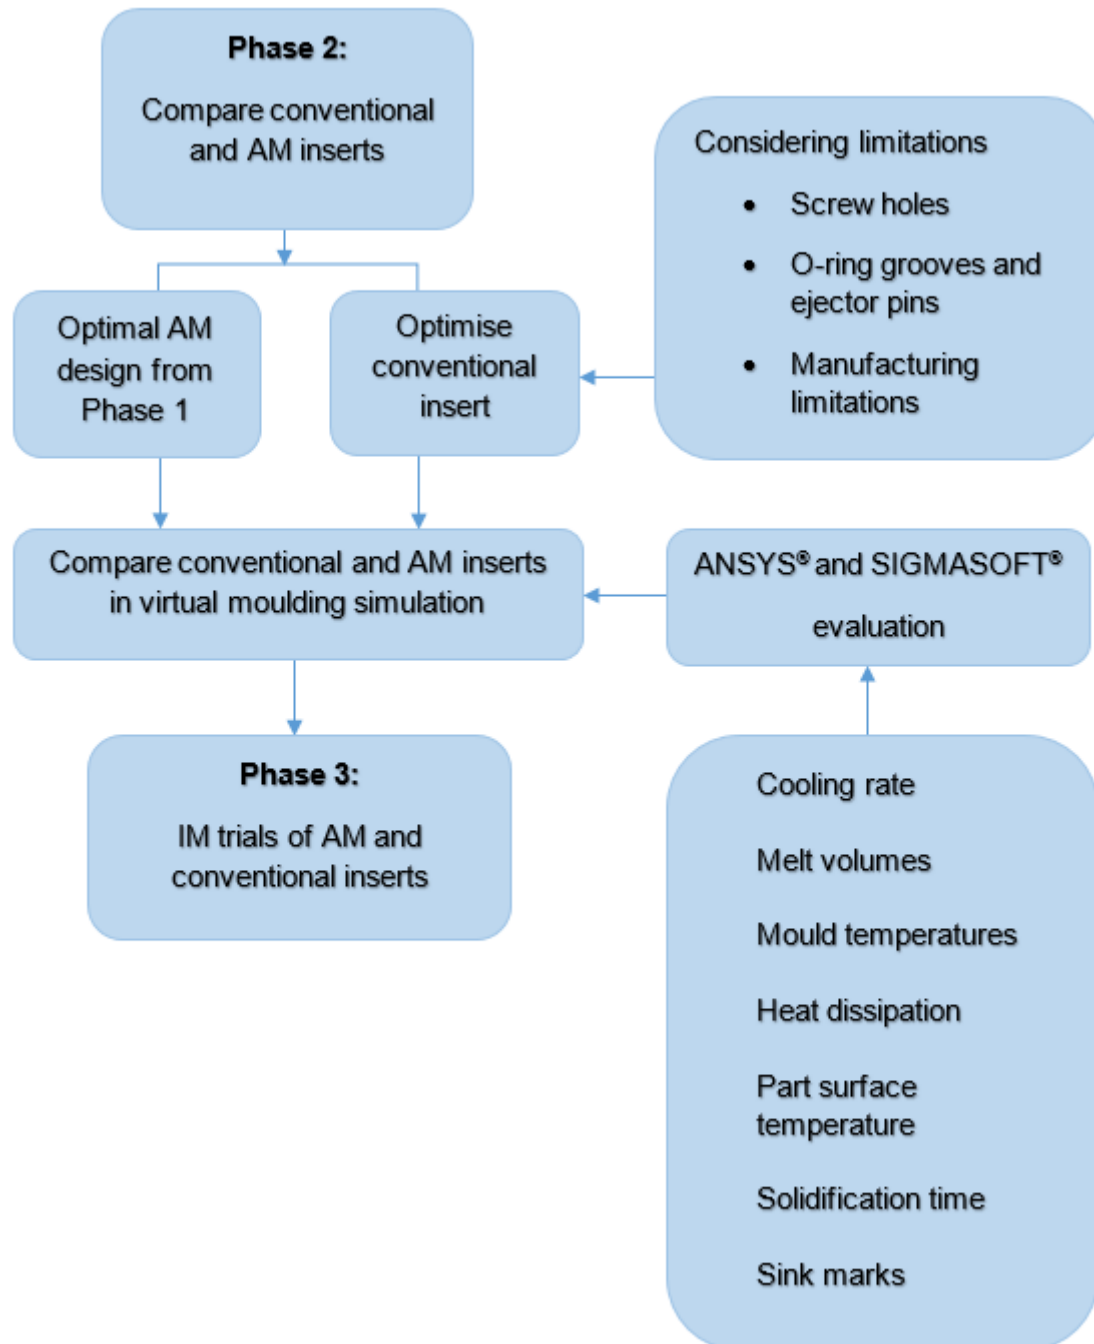 Phase 2:
Compare conventional
and AM inserts
Considering limitations
• Screw holes
• O-ring grooves and
ejector pins
• Manufacturing
limitations
Optimal AM
design from
Phase 1
Optimise
conventional
insert
Compare conventional and AM inserts
in virtual moulding simulation
ANSYS® and SIGMASOFT®
evaluation
Phase 3:
IM trials of AM and
conventional inserts
Cooling rate
Melt volumes
Mould temperatures
Heat dissipation
Part surface
temperature
Solidification time
Sink marks